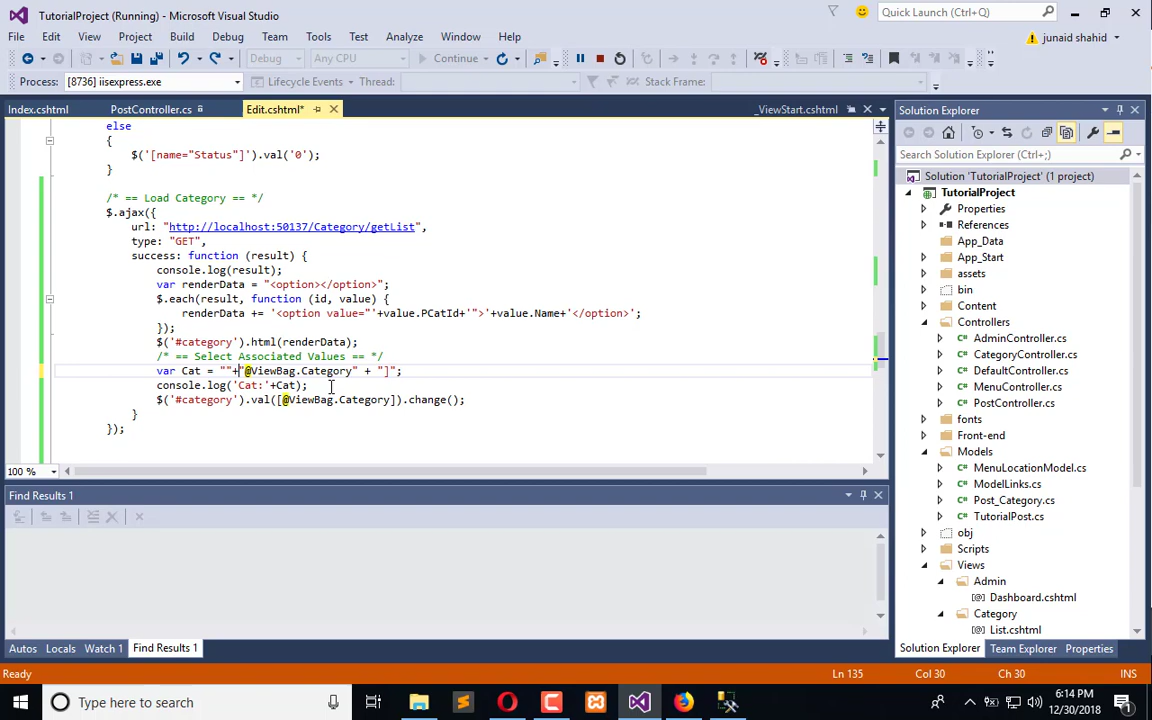 TutorialProject (Running) - Microsoft Visual Studio
Quick Launch (Ctrl+Q)
File Edit View Project Build Debug Team Tools Test Analyze Window Help
junaid shahid
Debug Any CPU Continue
Process: [8736] iisexpress.exe Lifecycle Events Thread: Stack Frame:
Index.cshtml PostController.cs Edit.cshtml* _ViewStart.cshtml
Solution Explorer
else
{
$('[name="Status"]').val('0');
}
/* == Load Category == */
$.ajax({
url: "http://localhost:50137/Category/getList",
type: "GET",
success: function (result) {
console.log(result);
var renderData = "<option></option>";
$.each(result, function (id, value) {
renderData += '<option value="'+value.PCatId+'">'+value.Name+'</option>';
});
$('#category').html(renderData);
/* == Select Associated Values == */
var Cat = ""+"@ViewBag.Category" + "]";
console.log('Cat:'+Cat);
$('#category').val([@ViewBag.Category]).change();
}
});
100 %
Search Solution Explorer (Ctrl+;)
Solution 'TutorialProject' (1 project)
TutorialProject
Properties
References
App_Data
App_Start
assets
bin
Content
Controllers
AdminController.cs
CategoryController.cs
DefaultController.cs
MenuController.cs
PostController.cs
fonts
Front-end
Models
MenuLocationModel.cs
ModelLinks.cs
Post_Category.cs
TutorialPost.cs
obj
Scripts
Views
Admin
Dashboard.cshtml
Category
List.cshtml
Find Results 1
Autos Locals Watch 1 Find Results 1
Solution Explorer Team Explorer Properties
Ready Ln 135 Col 30 Ch 30 INS
Type here to search
6:14 PM
12/30/2018
1